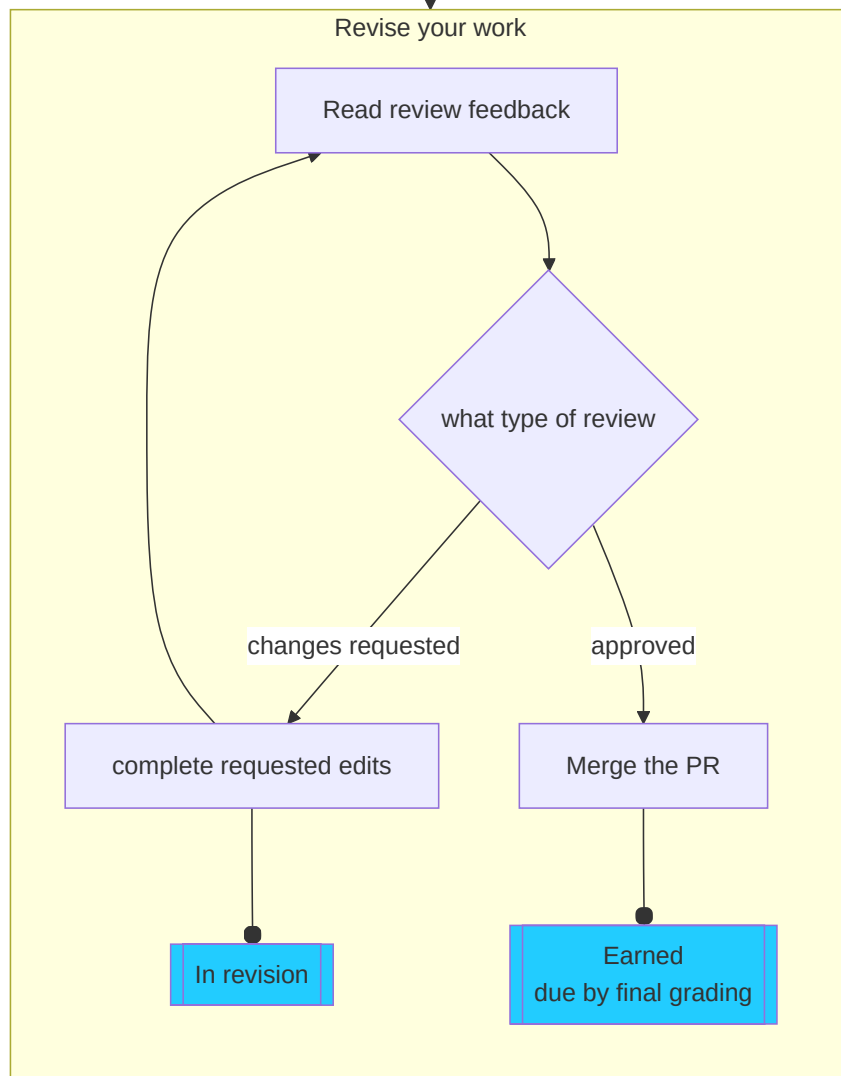 Revise your work
Read review feedback
what type of review
changes requested
approved
complete requested edits
Merge the PR
In revision
Earned
due by final grading